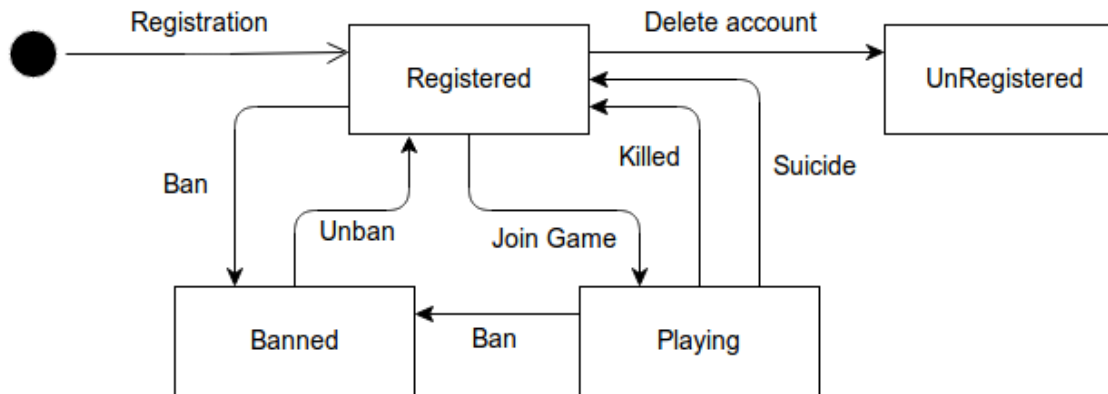 Registration
Delete account
Registered
UnRegistered
Killed
Suicide
Ban
Unban
Join Game
Banned
Ban
Playing